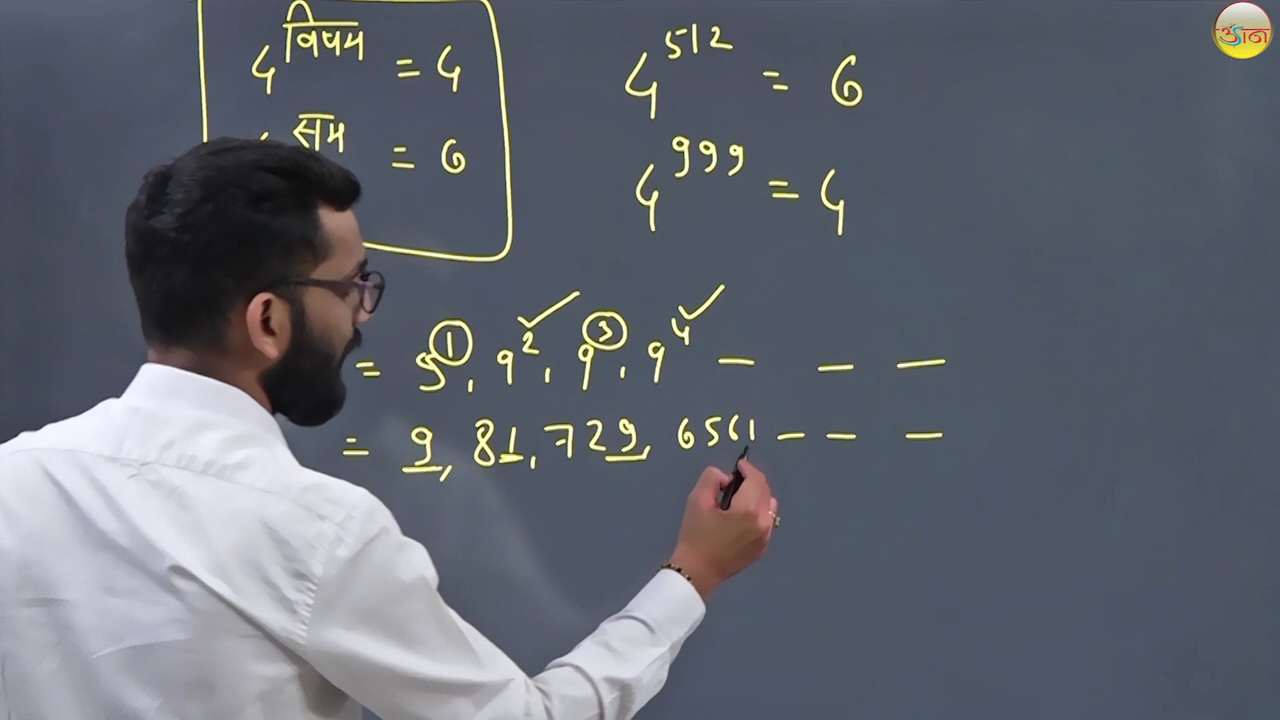 4^विषम = 4
सम = 6
4^512 = 6
4^999 = 4
= 9^1, 9^2, 9^3, 9^4 – – –
= 9, 81, 729, 6561 – – –